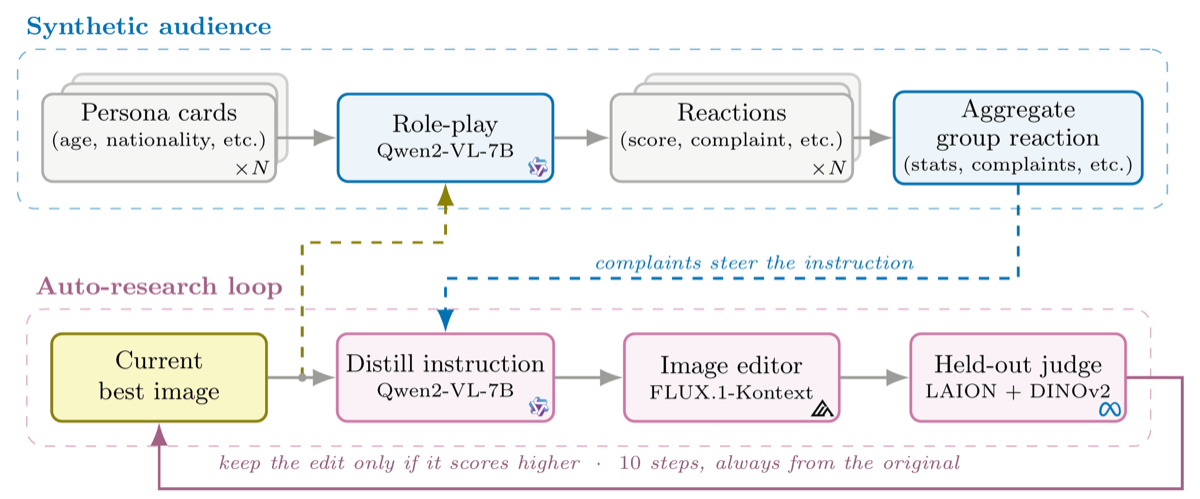 Synthetic audience
Persona cards
(age, nationality, etc.)
×N
Role-play
Qwen2-VL-7B
Reactions
(score, complaint, etc.)
×N
Aggregate
group reaction
(stats, complaints, etc.)
complaints steer the instruction
Auto-research loop
Current
best image
Distill instruction
Qwen2-VL-7B
Image editor
FLUX.1-Kontext
Held-out judge
LAION + DINOv2
keep the edit only if it scores higher · 10 steps, always from the original